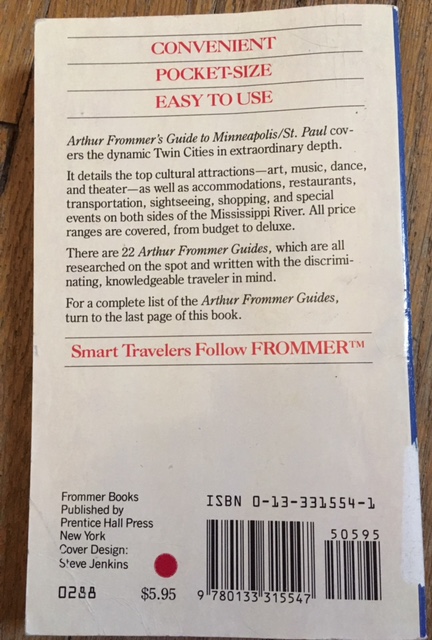 CONVENIENT
POCKET-SIZE
EASY TO USE
Arthur Frommer's Guide to Minneapolis/St. Paul cov-
ers the dynamic Twin Cities in extraordinary depth.
It details the top cultural attractions—art, music, dance,
and theater—as well as accommodations, restaurants,
transportation, sightseeing, shopping, and special
events on both sides of the Mississippi River. All price
ranges are covered, from budget to deluxe.
There are 22 Arthur Frommer Guides, which are all
researched on the spot and written with the discrimi-
nating, knowledgeable traveler in mind.
For a complete list of the Arthur Frommer Guides,
turn to the last page of this book.
Smart Travelers Follow FROMMER™
Frommer Books
Published by
Prentice Hall Press
New York
Cover Design:
Steve Jenkins
0288
$5.95
ISBN 0-13-331554-1
50595
9 780133 315547